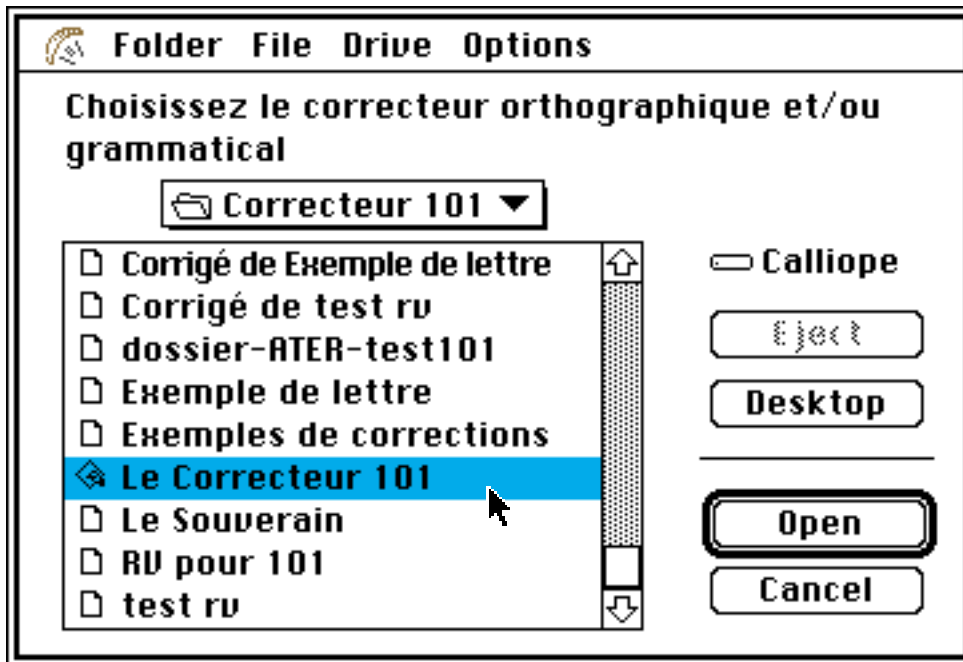 Folder File Drive Options
Choisissez le correcteur orthographique et/ou
grammatical
Correcteur 101
Corrigé de Exemple de lettre
Corrigé de test rv
dossier-ATER-test101
Exemple de lettre
Exemples de corrections
Le Correcteur 101
Le Souverain
RV pour 101
test rv
Calliope
Eject
Desktop
Open
Cancel